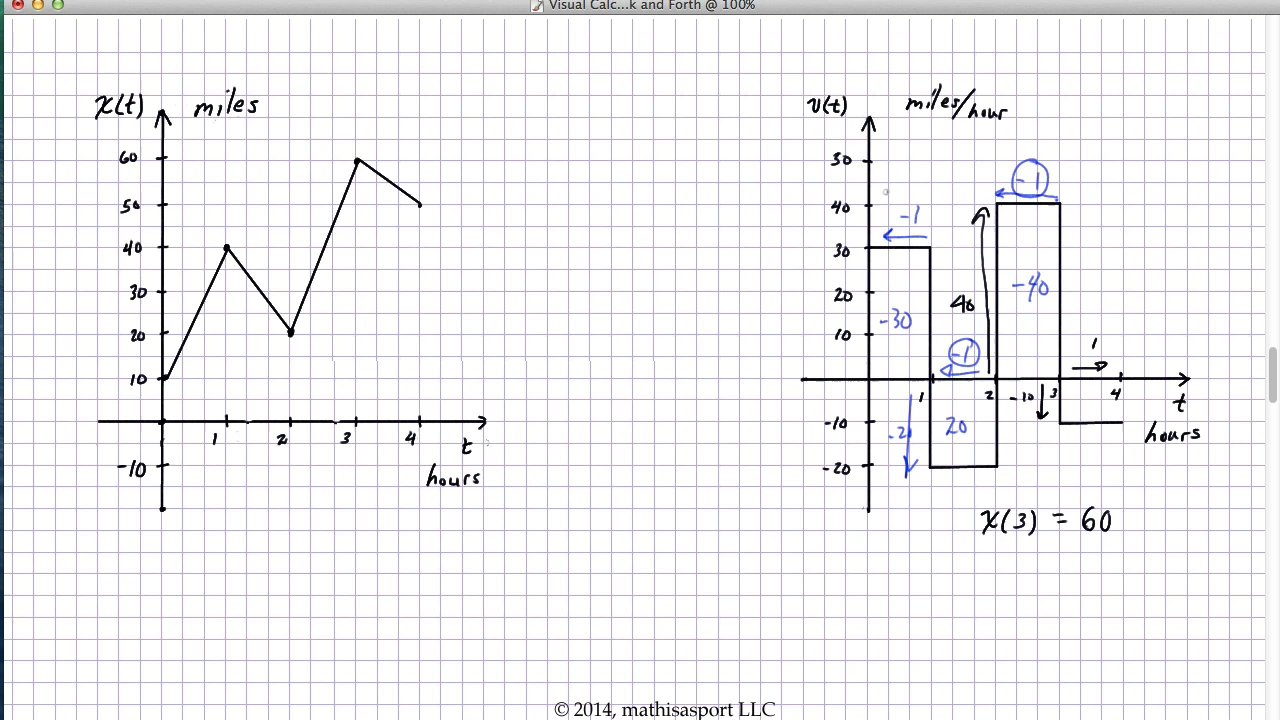 Visual Calc...k and Forth @ 100%
x(t) miles
60
50
40
30
20
10
-10
1 2 3 4 t
hours
v(t) miles/hour
50
40
30
20
10
-10
-20
1 2 -10 3 4 t
hours
-1
-1
-30
40
-40
-1
1
-2
20
x(3) = 60
© 2014, mathisasport LLC